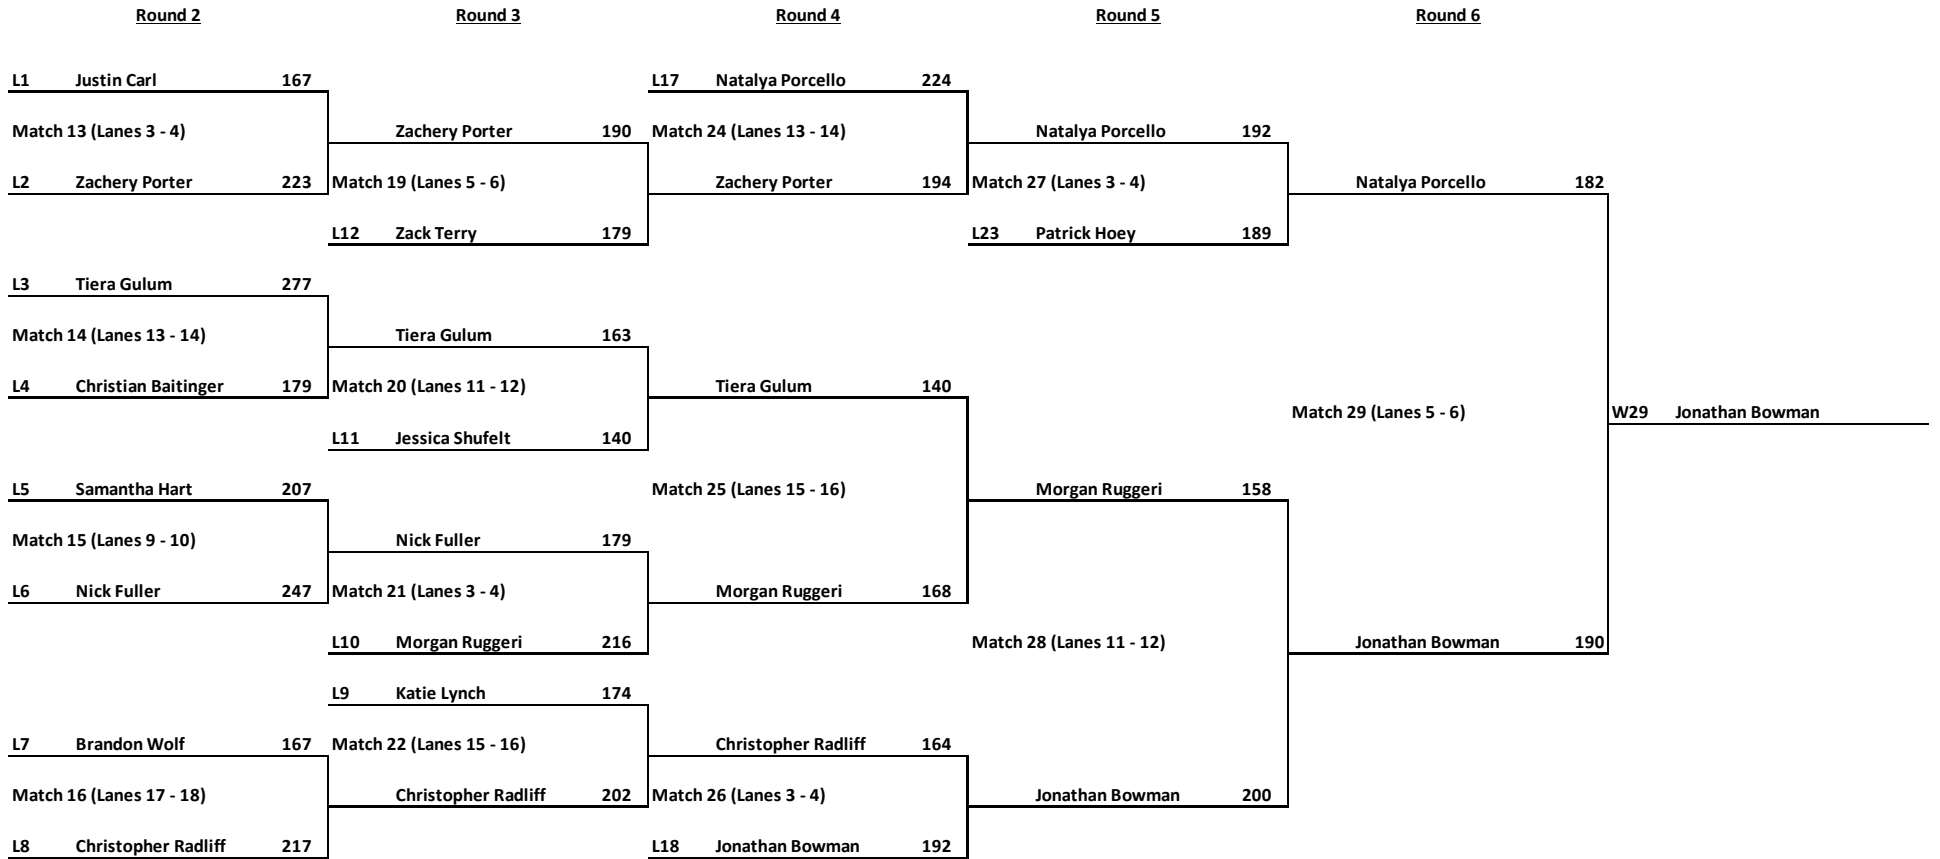 Round 2 Round 3 Round 4 Round 5 Round 6
L1 Justin Carl 167 L17 Natalya Porcello 224
Match 13 (Lanes 3 - 4) Zachery Porter 190 Match 24 (Lanes 13 - 14) Natalya Porcello 192
L2 Zachery Porter 223 Match 19 (Lanes 5 - 6) Zachery Porter 194 Match 27 (Lanes 3 - 4) Natalya Porcello 182
L12 Zack Terry 179 L23 Patrick Hoey 189
L3 Tiera Gulum 277
Match 14 (Lanes 13 - 14) Tiera Gulum 163
L4 Christian Baitinger 179 Match 20 (Lanes 11 - 12) Tiera Gulum 140
Match 29 (Lanes 5 - 6) W29 Jonathan Bowman
L11 Jessica Shufelt 140
L5 Samantha Hart 207 Match 25 (Lanes 15 - 16) Morgan Ruggeri 158
Match 15 (Lanes 9 - 10) Nick Fuller 179
L6 Nick Fuller 247 Match 21 (Lanes 3 - 4) Morgan Ruggeri 168
L10 Morgan Ruggeri 216 Match 28 (Lanes 11 - 12) Jonathan Bowman 190
L9 Katie Lynch 174
L7 Brandon Wolf 167 Match 22 (Lanes 15 - 16) Christopher Radliff 164
Match 16 (Lanes 17 - 18) Christopher Radliff 202 Match 26 (Lanes 3 - 4) Jonathan Bowman 200
L8 Christopher Radliff 217 L18 Jonathan Bowman 192